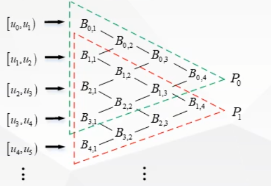 [u₀,u₁)
B₀,₁
B₀,₂
[u₁,u₂)
B₁,₁
B₀,₃
B₁,₂
B₀,₄
P₀
[u₂,u₃)
B₂,₁
B₁,₃
B₂,₂
B₁,₄
P₁
[u₃,u₄)
B₃,₁
B₂,₃
B₃,₂
[u₄,u₅)
B₄,₁
⋮
⋮